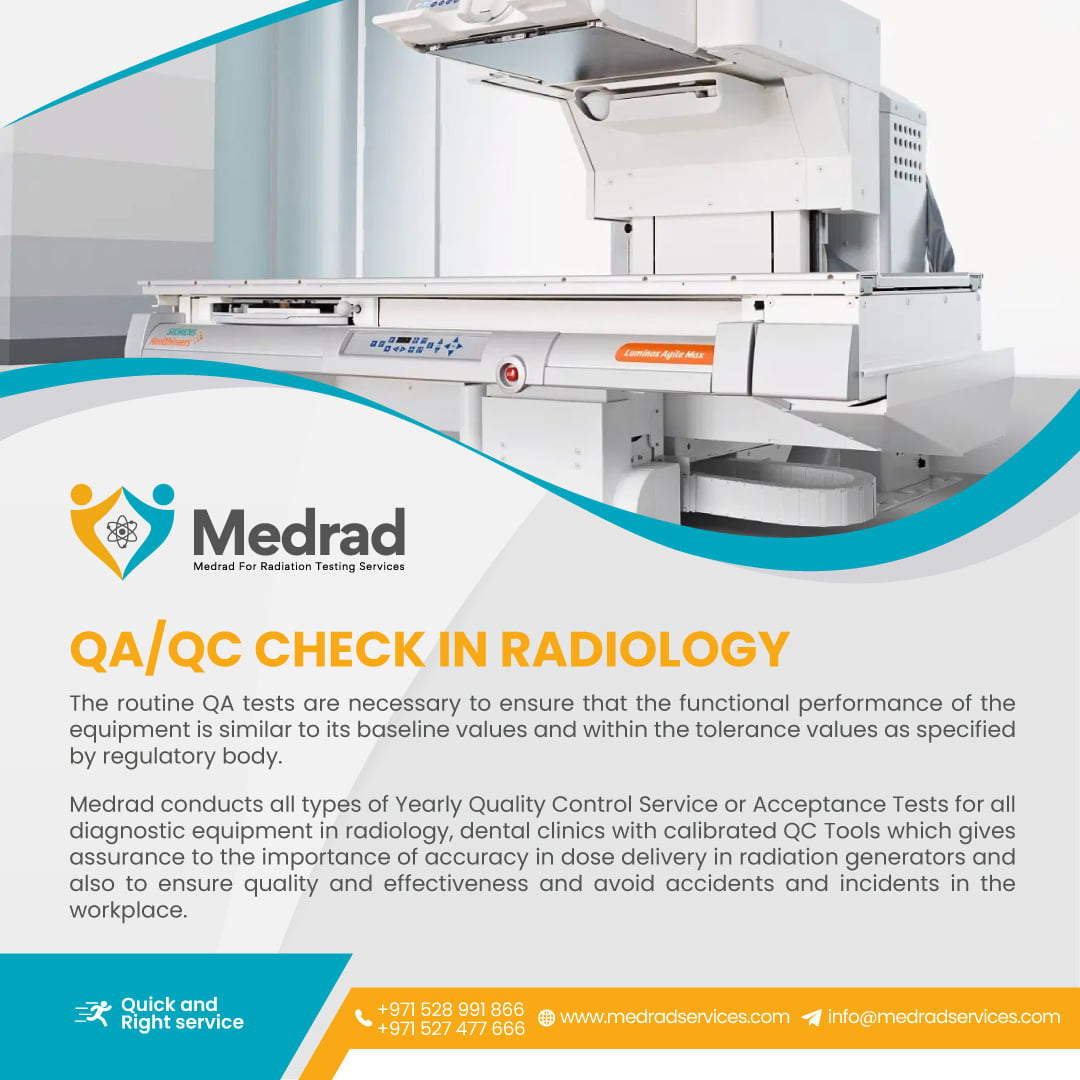 SIEMENS
Healthineers
Luminos Agile Max
Medrad
Medrad For Radiation Testing Services
QA/QC CHECK IN RADIOLOGY
The routine QA tests are necessary to ensure that the functional performance of the
equipment is similar to its baseline values and within the tolerance values as specified
by regulatory body.
Medrad conducts all types of Yearly Quality Control Service or Acceptance Tests for all
diagnostic equipment in radiology, dental clinics with calibrated QC Tools which gives
assurance to the importance of accuracy in dose delivery in radiation generators and
also to ensure quality and effectiveness and avoid accidents and incidents in the
workplace.
Quick and
Right service
+971 528 991 866
+971 527 477 666
www.medradservices.com
info@medradservices.com